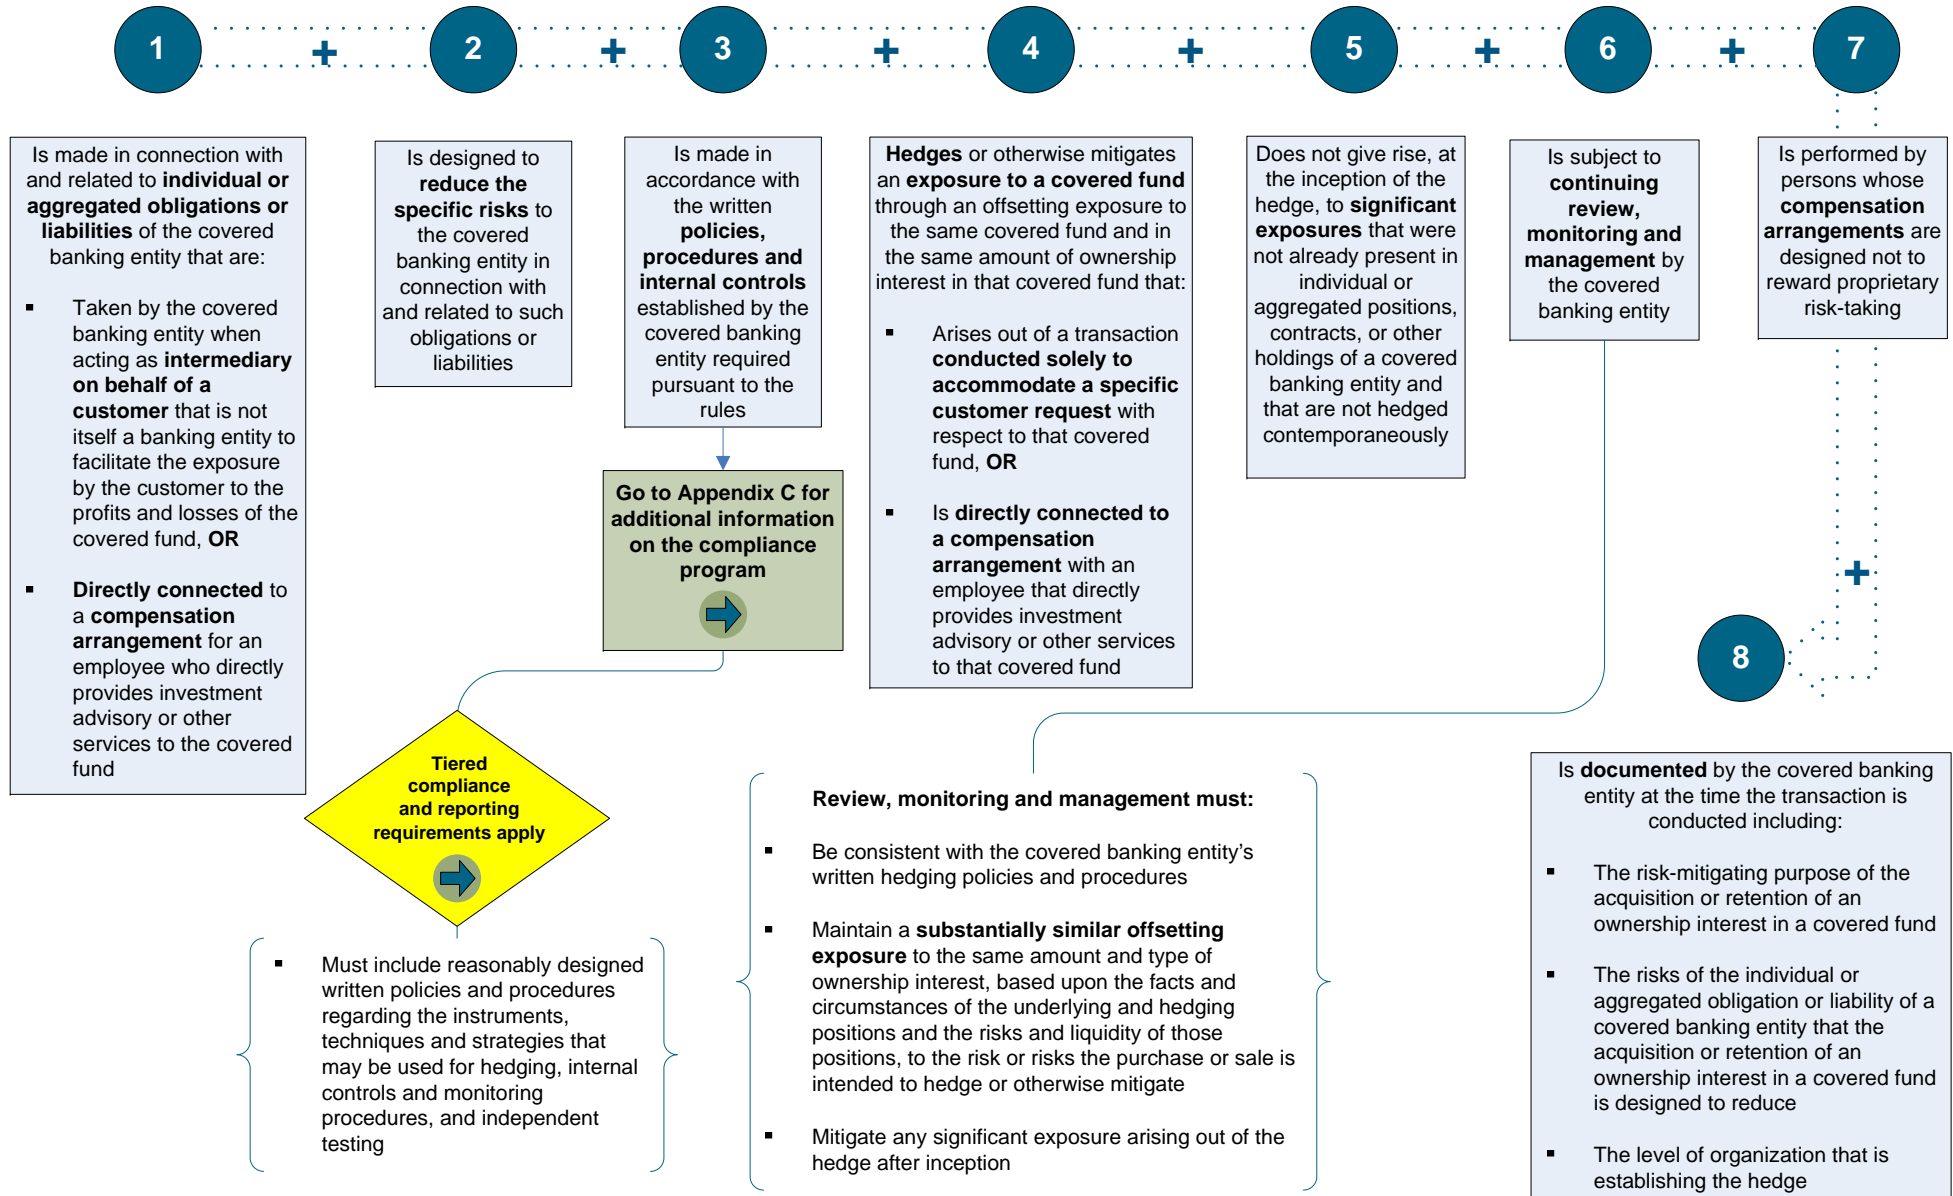 1 + 2 + 3 + 4 + 5 + 6 + 7
Is made in connection with
and related to individual or
aggregated obligations or
liabilities of the covered
banking entity that are:
▪ Taken by the covered
banking entity when
acting as intermediary
on behalf of a
customer that is not
itself a banking entity to
facilitate the exposure
by the customer to the
profits and losses of the
covered fund, OR
▪ Directly connected to
a compensation
arrangement for an
employee who directly
provides investment
advisory or other
services to the covered
fund
Is designed to
reduce the
specific risks to
the covered
banking entity in
connection with
and related to such
obligations or
liabilities
Is made in
accordance with
the written
policies,
procedures and
internal controls
established by the
covered banking
entity required
pursuant to the
rules
Go to Appendix C for
additional information
on the compliance
program
Tiered
compliance
and reporting
requirements apply
▪ Must include reasonably designed
written policies and procedures
regarding the instruments,
techniques and strategies that
may be used for hedging, internal
controls and monitoring
procedures, and independent
testing
Hedges or otherwise mitigates
an exposure to a covered fund
through an offsetting exposure to
the same covered fund and in
the same amount of ownership
interest in that covered fund that:
▪ Arises out of a transaction
conducted solely to
accommodate a specific
customer request with
respect to that covered
fund, OR
▪ Is directly connected to
a compensation
arrangement with an
employee that directly
provides investment
advisory or other services
to that covered fund
Does not give rise, at
the inception of the
hedge, to significant
exposures that were
not already present in
individual or
aggregated positions,
contracts, or other
holdings of a covered
banking entity and
that are not hedged
contemporaneously
Is subject to
continuing
review,
monitoring and
management by
the covered
banking entity
Review, monitoring and management must:
▪ Be consistent with the covered banking entity’s
written hedging policies and procedures
▪ Maintain a substantially similar offsetting
exposure to the same amount and type of
ownership interest, based upon the facts and
circumstances of the underlying and hedging
positions and the risks and liquidity of those
positions, to the risk or risks the purchase or sale is
intended to hedge or otherwise mitigate
▪ Mitigate any significant exposure arising out of the
hedge after inception
Is performed by
persons whose
compensation
arrangements are
designed not to
reward proprietary
risk-taking
+
8
Is documented by the covered banking
entity at the time the transaction is
conducted including:
▪ The risk-mitigating purpose of the
acquisition or retention of an
ownership interest in a covered fund
▪ The risks of the individual or
aggregated obligation or liability of a
covered banking entity that the
acquisition or retention of an
ownership interest in a covered fund
is designed to reduce
▪ The level of organization that is
establishing the hedge